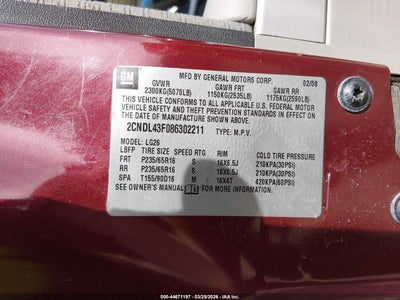 GM
MFD BY GENERAL MOTORS CORP. 02/08
GVWR GAWR FRT GAWR RR
2300KG(5070LB) 1150KG(2535LB) 1175KG(2590LB)
THIS VEHICLE CONFORMS TO ALL APPLICABLE U.S. FEDERAL
MOTOR VEHICLE SAFETY, BUMPER, AND THEFT PREVENTION
STANDARDS IN EFFECT ON THE DATE OF MANUFACTURE SHOWN ABOVE.
2CNDL43F086302211 TYPE: M.P.V.
MODEL: LG26
LBFP TIRE SIZE SPEED RTG RIM COLD TIRE PRESSURE
FRT P235/65R16 S 16X6.5J 210KPA(30PSI)
RR P235/65R16 S 16X6.5J 210KPA(30PSI)
SPA T155/90D16 M 16X4T 420KPA(60PSI)
SEE OWNER'S MANUAL FOR MORE INFORMATION.
Stock: 44671197 - 03/25/2026 - IAA Inc.